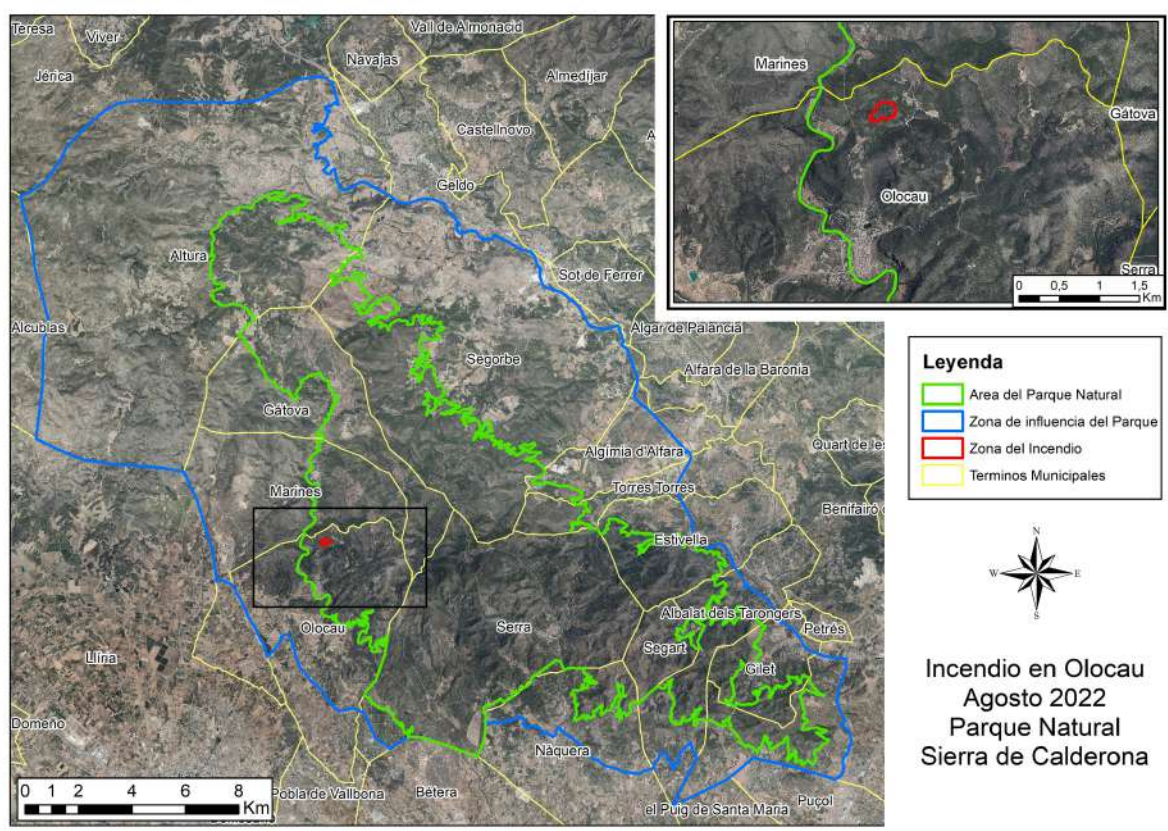 Teresa
Viver
Vall de Almonacid
Jérica
Navajas
Almedíjar
Castellnovo
Geldo
Altura
Sot de Ferrer
Alcublas
Algar de Palancia
Segorbe
Alfara de la Baronia
Gátova
Quart de les
Algímia d'Alfara
Marines
Torres Torres
Benifairó
Estivella
Albalat dels Tarongers
Olocau
Serra
Petrés
Segart
Llíria
Gilet
Domeño
Nàquera
Pobla de Vallbona
Bétera
Puçol
el Puig de Santa Maria
0 1 2 4 6 8
Km
Marines
Gátova
Olocau
Serra
0 0,5 1 1,5
Km
Leyenda
Area del Parque Natural
Zona de influencia del Parque
Zona del Incendio
Terminos Municipales
N
W E
S
Incendio en Olocau
Agosto 2022
Parque Natural
Sierra de Calderona